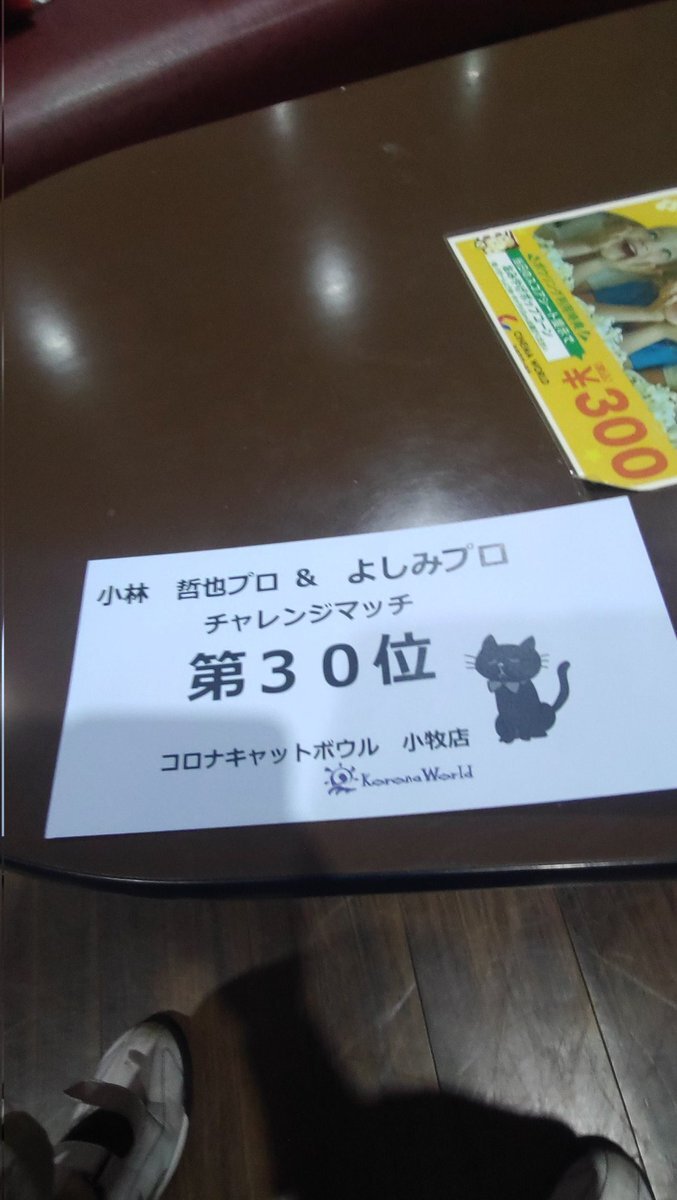 小林　哲也プロ ＆　よしみプロ
チャレンジマッチ
第３０位
コロナキャットボウル　小牧店
KoronaWorld
CINEMA WORLD
300